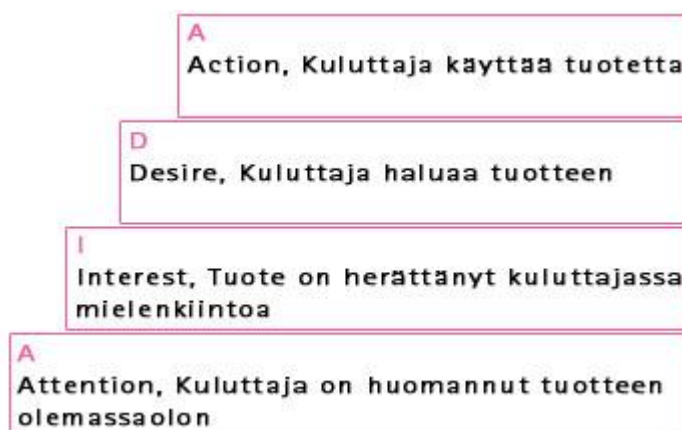 A
Action, Kuluttaja käyttää tuotetta
D
Desire, Kuluttaja haluaa tuotteen
I
Interest, Tuote on herättänyt kuluttajassa
mielenkiintoa
A
Attention, Kuluttaja on huomannut tuotteen
olemassaolon